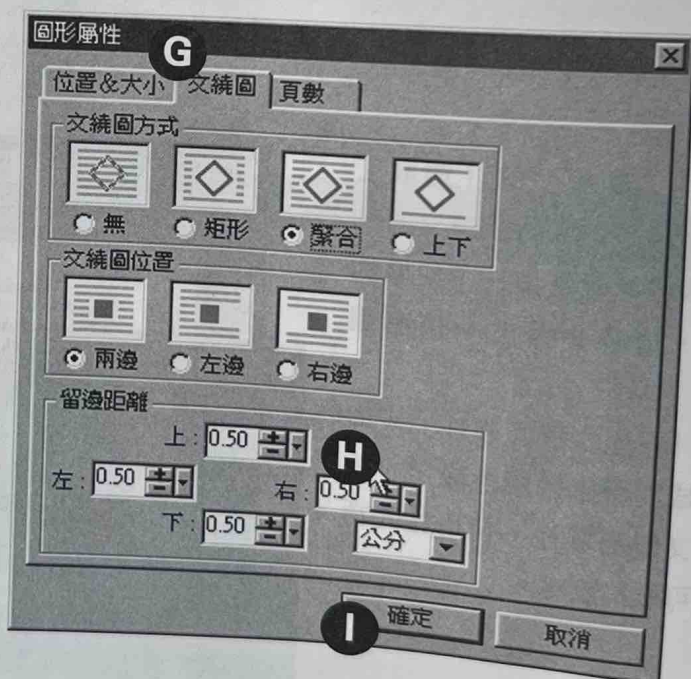 圖形屬性
G
位置&大小 文繞圖 頁數
文繞圖方式
無 矩形 緊合 上下
文繞圖位置
兩邊 左邊 右邊
留邊距離
上: 0.50
H
左: 0.50 右: 0.50
下: 0.50 公分
I 確定 取消